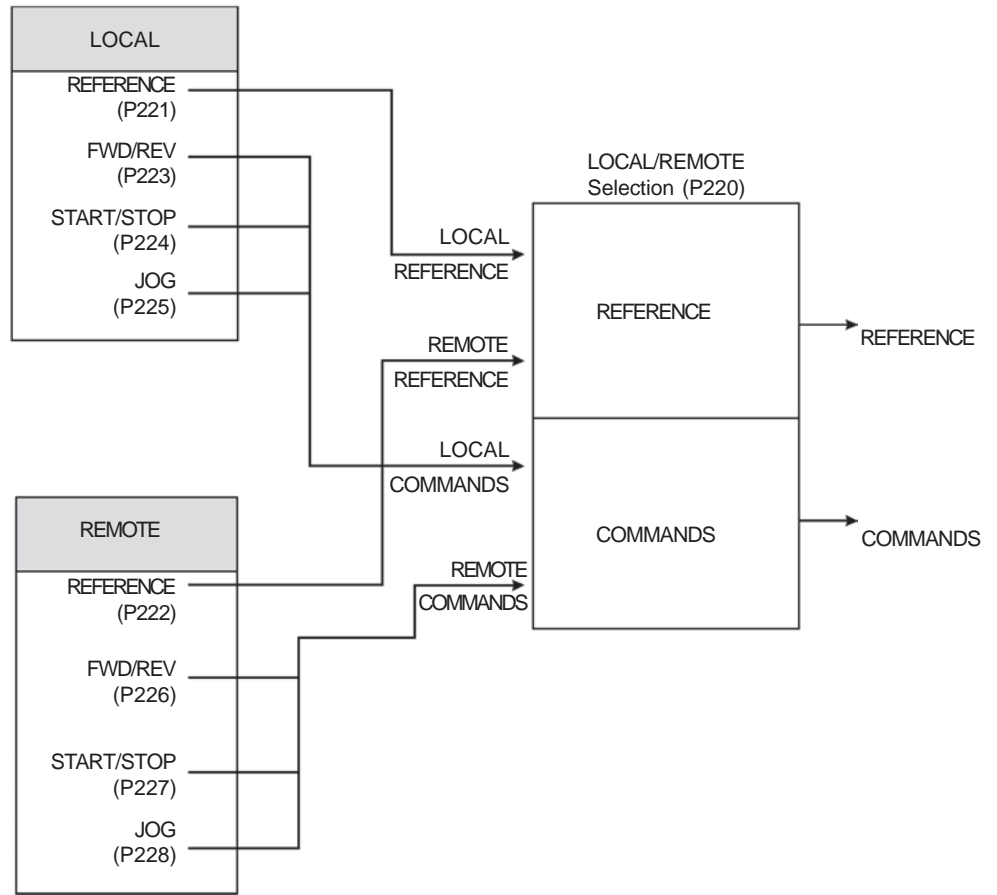 LOCAL
REFERENCE
(P221)
FWD/REV
(P223)
START/STOP
(P224)
JOG
(P225)
REMOTE
REFERENCE
(P222)
FWD/REV
(P226)
START/STOP
(P227)
JOG
(P228)
LOCAL
REFERENCE
REMOTE
REFERENCE
LOCAL
COMMANDS
REMOTE
COMMANDS
LOCAL/REMOTE
Selection (P220)
REFERENCE
COMMANDS
REFERENCE
COMMANDS